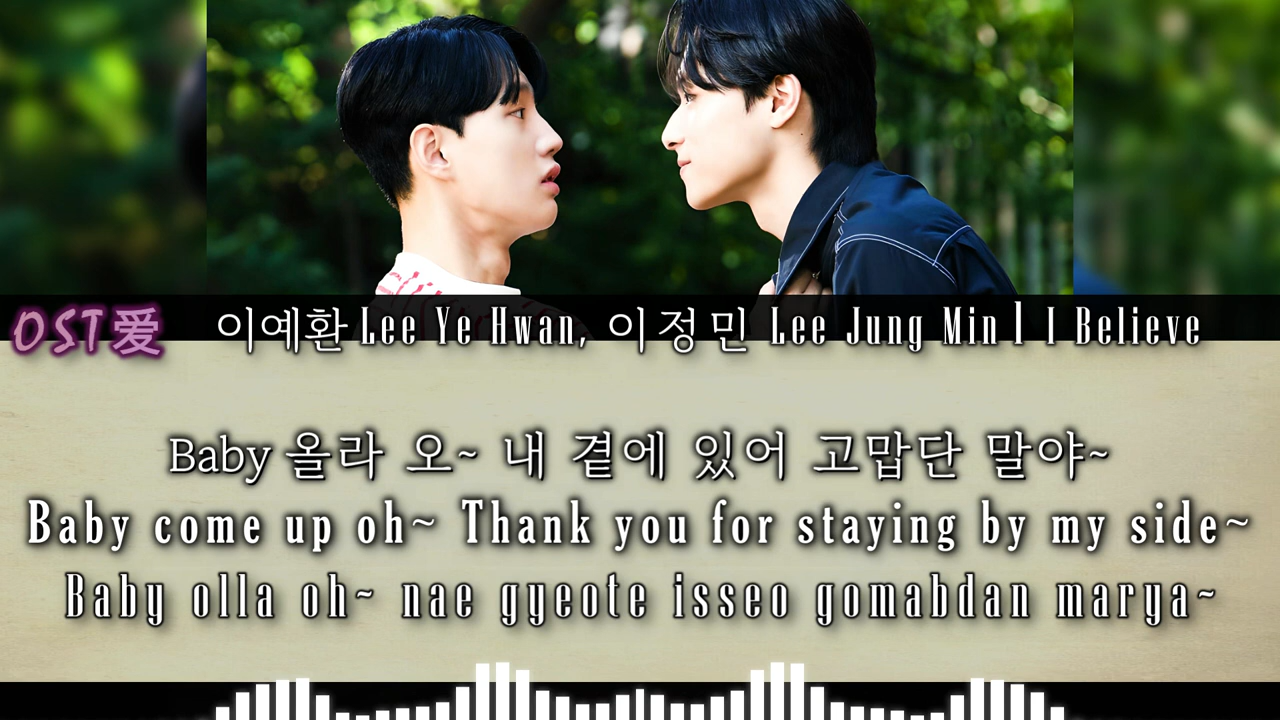 OST爱 이예환 Lee Ye Hwan, 이정민 Lee Jung Min | I Believe
Baby 올라 오~ 내 곁에 있어 고맙단 말야~
Baby come up oh~ Thank you for staying by my side~
Baby olla oh~ nae gyeote isseo gomabdan marya~